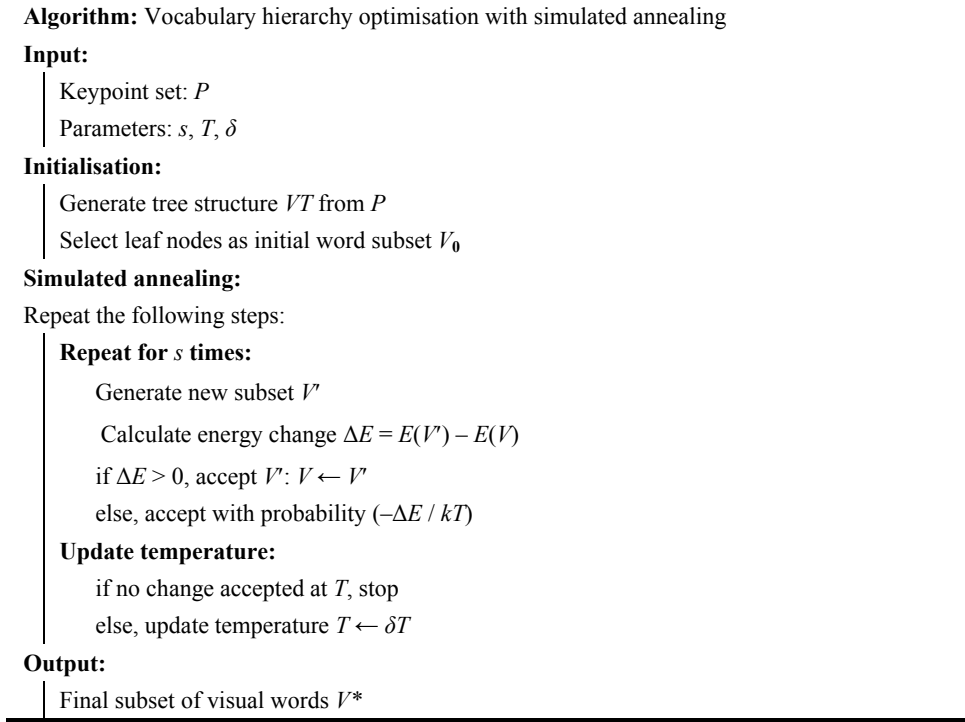 Algorithm: Vocabulary hierarchy optimisation with simulated annealing
Input:
Keypoint set: P
Parameters: s, T, δ
Initialisation:
Generate tree structure VT from P
Select leaf nodes as initial word subset V₀
Simulated annealing:
Repeat the following steps:
Repeat for s times:
Generate new subset V′
Calculate energy change ΔE = E(V′) – E(V)
if ΔE > 0, accept V′: V ← V′
else, accept with probability (–ΔE / kT)
Update temperature:
if no change accepted at T, stop
else, update temperature T ← δT
Output:
Final subset of visual words V*